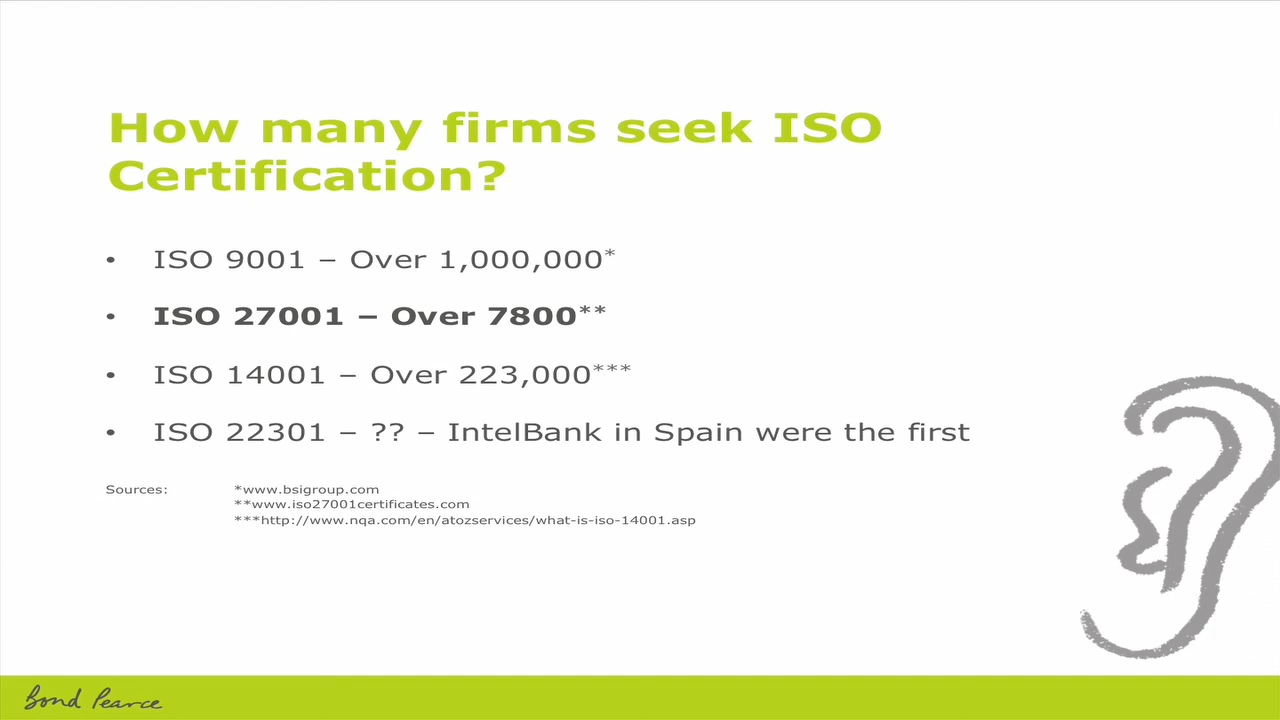 How many firms seek ISO
Certification?
• ISO 9001 – Over 1,000,000*
• ISO 27001 – Over 7800**
• ISO 14001 – Over 223,000***
• ISO 22301 – ?? – IntelBank in Spain were the first
Sources: *www.bsigroup.com
**www.iso27001certificates.com
***http://www.nqa.com/en/atozservices/what-is-iso-14001.asp
Bond Pearce